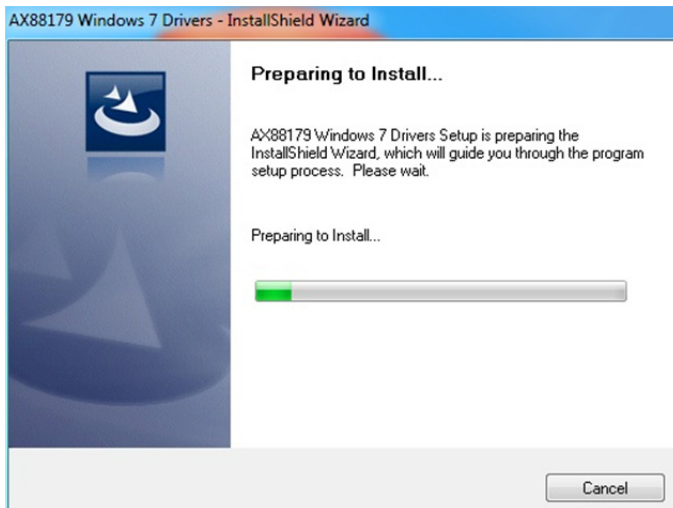 AX88179 Windows 7 Drivers - InstallShield Wizard
Preparing to Install...
AX88179 Windows 7 Drivers Setup is preparing the
InstallShield Wizard, which will guide you through the program
setup process. Please wait.
Preparing to Install...
Cancel